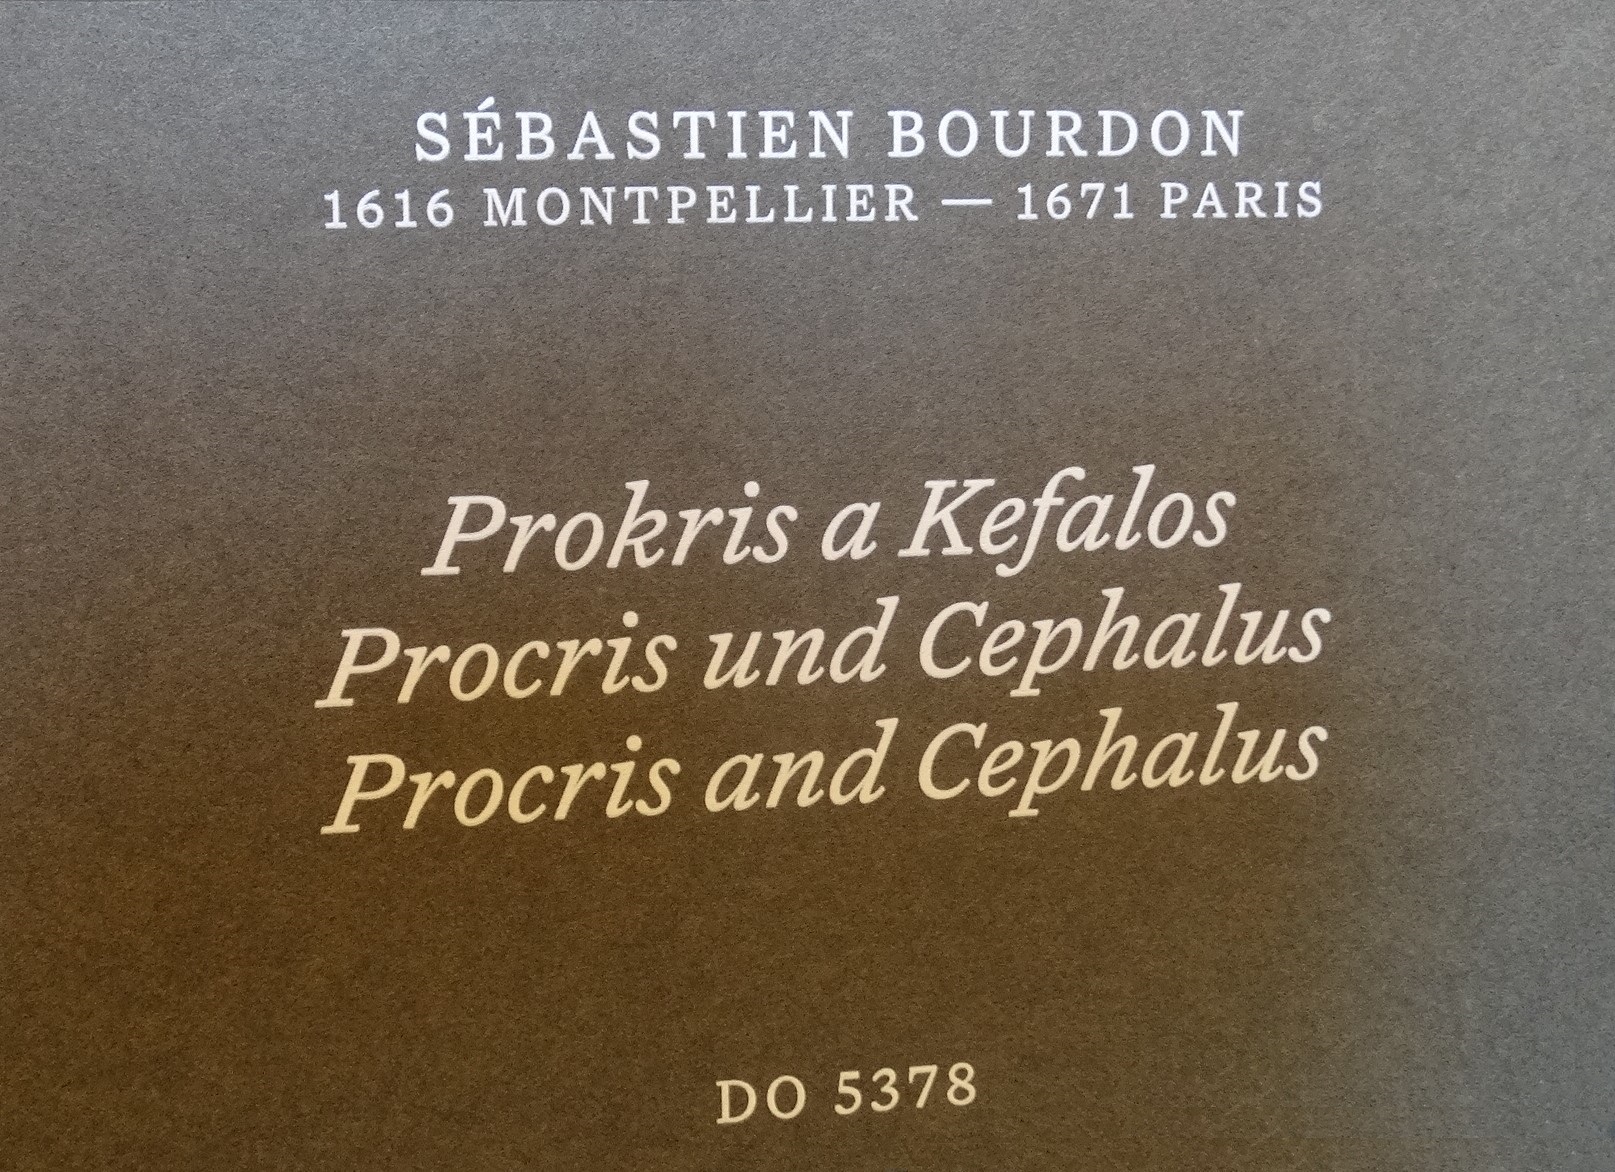 SÉBASTIEN BOURDON
1616 MONTPELLIER — 1671 PARIS
Prokris a Kefalos
Procris und Cephalus
Procris and Cephalus
DO 5378